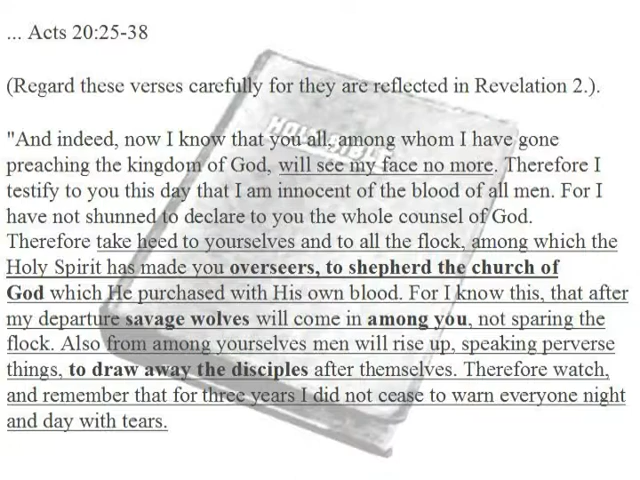 ... Acts 20:25-38
(Regard these verses carefully for they are reflected in Revelation 2.).
"And indeed, now I know that you all, among whom I have gone
preaching the kingdom of God, will see my face no more. Therefore I
testify to you this day that I am innocent of the blood of all men. For I
have not shunned to declare to you the whole counsel of God.
Therefore take heed to yourselves and to all the flock, among which the
Holy Spirit has made you overseers, to shepherd the church of
God which He purchased with His own blood. For I know this, that after
my departure savage wolves will come in among you, not sparing the
flock. Also from among yourselves men will rise up, speaking perverse
things, to draw away the disciples after themselves. Therefore watch,
and remember that for three years I did not cease to warn everyone night
and day with tears.
HOLY BIBLE